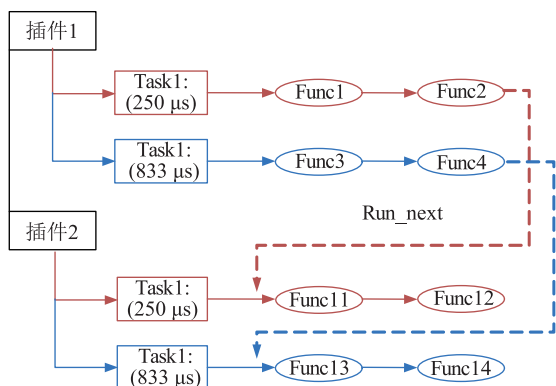 插件1
Task1:
(250 μs)
Func1
Func2
Task1:
(833 μs)
Func3
Func4
Run_next
插件2
Task1:
(250 μs)
Func11
Func12
Task1:
(833 μs)
Func13
Func14